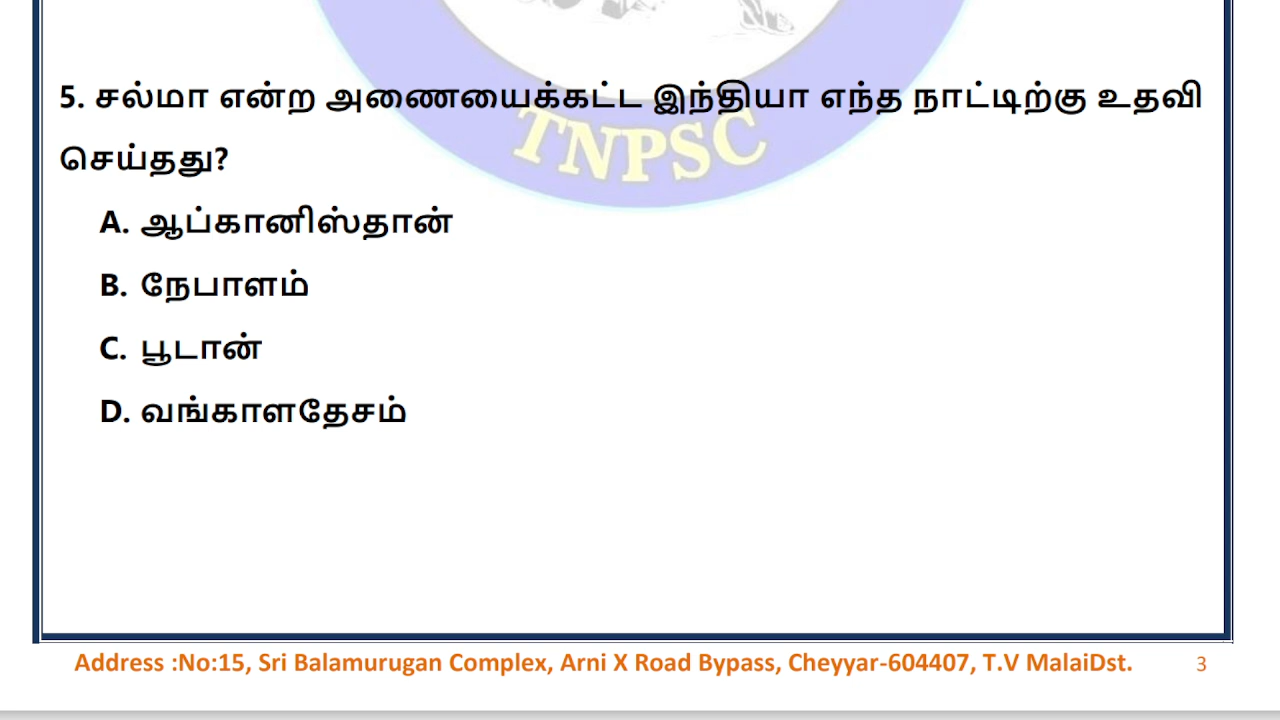 5. சல்மா என்ற அணையைக்கட்ட இந்தியா எந்த நாட்டிற்கு உதவி
செய்தது?
TNPSC
A. ஆப்கானிஸ்தான்
B. நேபாளம்
C. பூடான்
D. வங்காளதேசம்
Address :No:15, Sri Balamurugan Complex, Arni X Road Bypass, Cheyyar-604407, T.V MalaiDst. 3